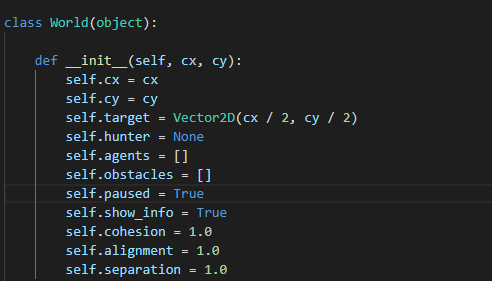 class World(object):
def __init__(self, cx, cy):
self.cx = cx
self.cy = cy
self.target = Vector2D(cx / 2, cy / 2)
self.hunter = None
self.agents = []
self.obstacles = []
self.paused = True
self.show_info = True
self.cohesion = 1.0
self.alignment = 1.0
self.separation = 1.0